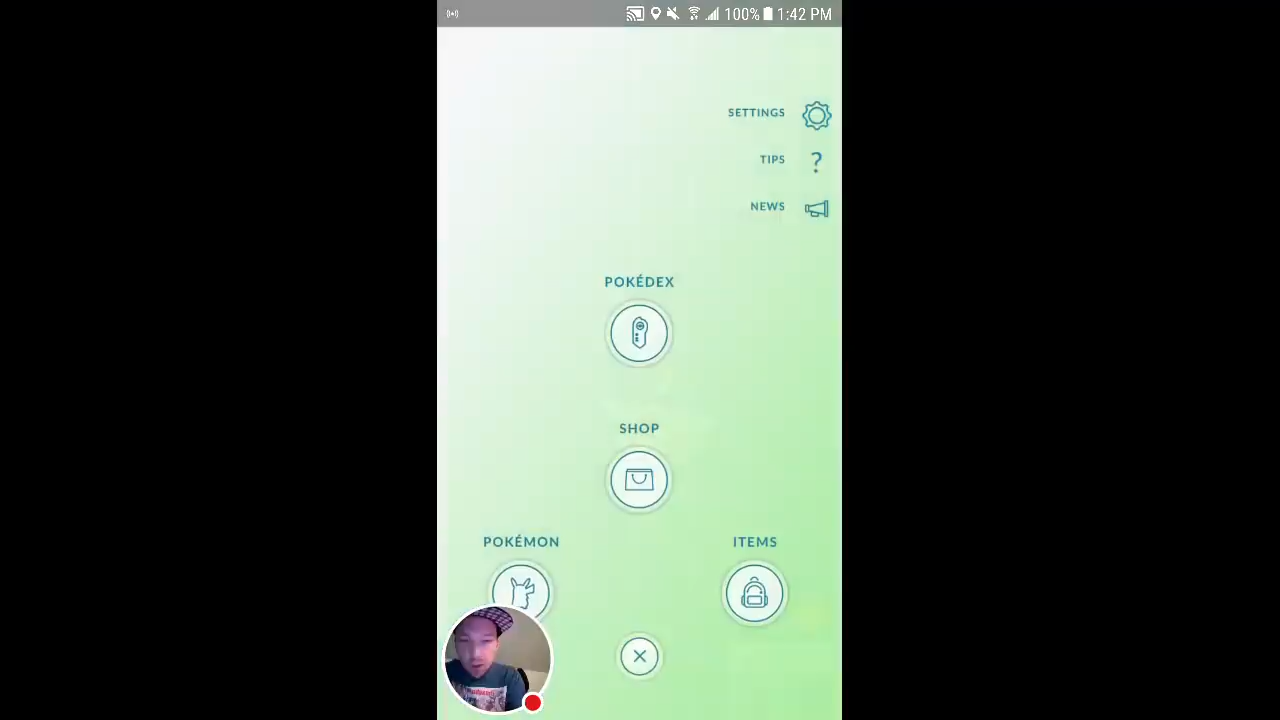 100% 1:42 PM
SETTINGS
TIPS
?
NEWS
POKÉDEX
SHOP
POKÉMON
ITEMS